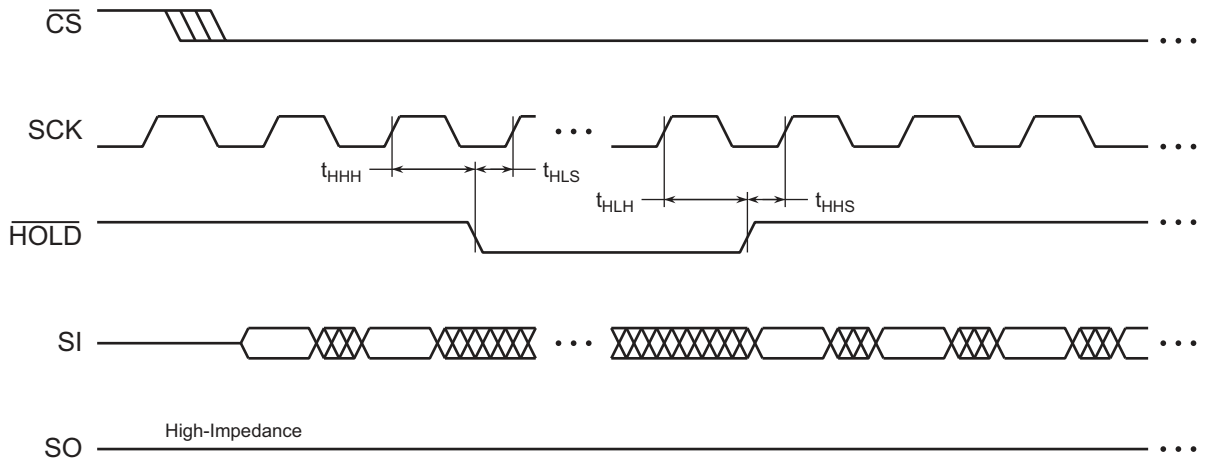 CS
SCK
tHHH
tHLS
tHLH
tHHS
HOLD
SI
SO
High-Impedance